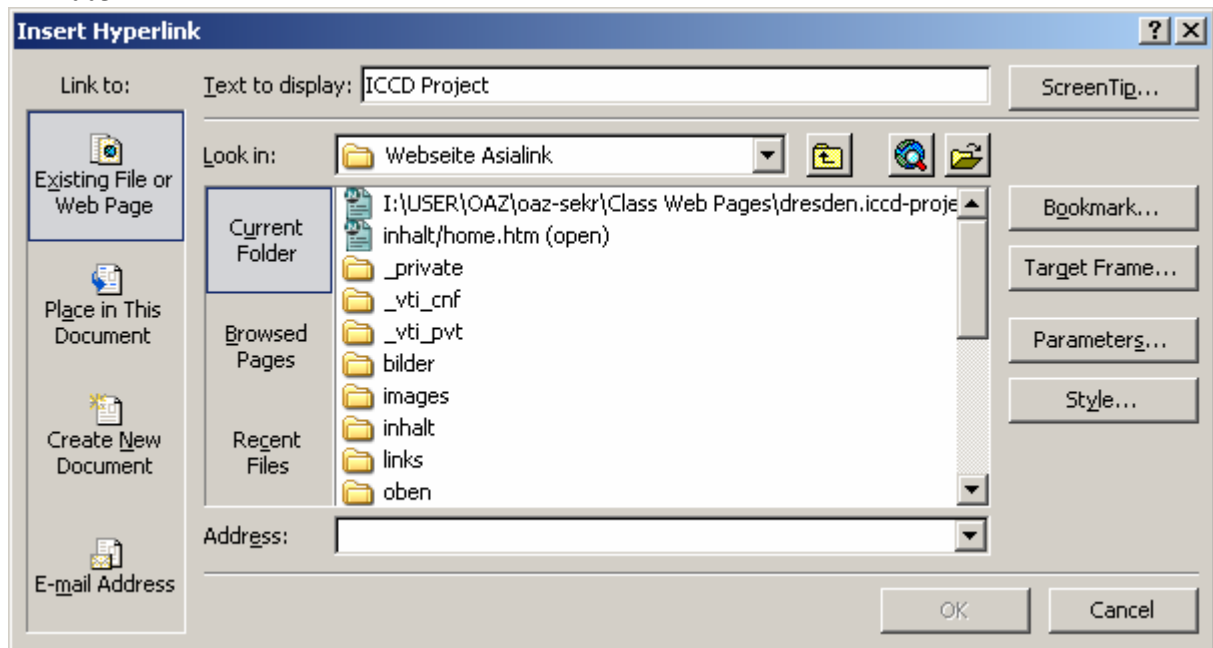 Insert Hyperlink
Link to:
Text to display: ICCD Project
ScreenTip...
Existing File or
Web Page
Place in This
Document
Create New
Document
E-mail Address
Look in: Webseite Asialink
Current
Folder
Browsed
Pages
Recent
Files
I:\USER\OAZ\oaz-sekr\Class Web Pages\dresden.iccd-proje
inhalt/home.htm (open)
_private
_vti_cnf
_vti_pvt
bilder
images
inhalt
links
oben
Bookmark...
Target Frame...
Parameters...
Style...
Address:
OK
Cancel